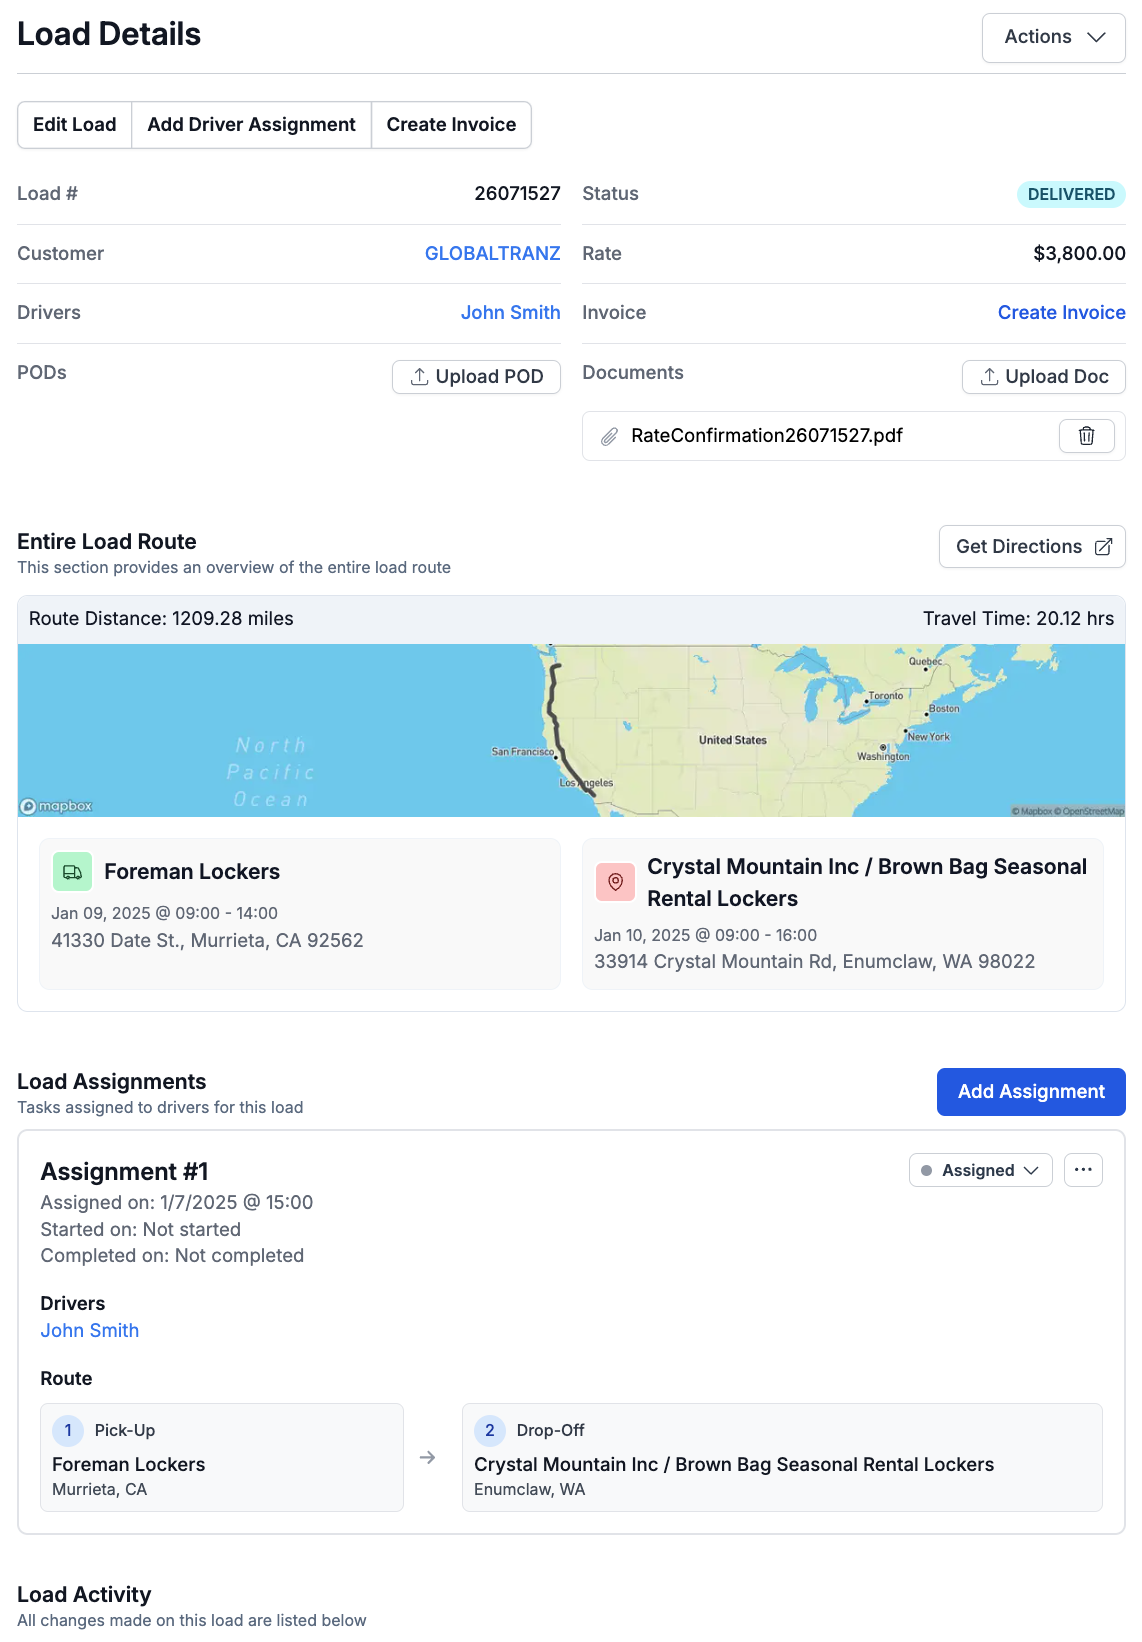 Load Details
Actions
Edit Load
Add Driver Assignment
Create Invoice
Load #
26071527
Status
DELIVERED
Customer
GLOBALTRANZ
Rate
$3,800.00
Drivers
John Smith
Invoice
Create Invoice
PODs
Upload POD
Documents
Upload Doc
RateConfirmation26071527.pdf
Entire Load Route
This section provides an overview of the entire load route
Get Directions
Route Distance: 1209.28 miles
Travel Time: 20.12 hrs
Quebec
Toronto
Boston
New York
Washington
United States
San Francisco
Los Angeles
North
Pacific
Ocean
mapbox
© Mapbox © OpenStreetMap
Foreman Lockers
Jan 09, 2025 @ 09:00 - 14:00
41330 Date St., Murrieta, CA 92562
Crystal Mountain Inc / Brown Bag Seasonal
Rental Lockers
Jan 10, 2025 @ 09:00 - 16:00
33914 Crystal Mountain Rd, Enumclaw, WA 98022
Load Assignments
Tasks assigned to drivers for this load
Add Assignment
Assignment #1
Assigned
Assigned on: 1/7/2025 @ 15:00
Started on: Not started
Completed on: Not completed
Drivers
John Smith
Route
1 Pick-Up
Foreman Lockers
Murrieta, CA
2 Drop-Off
Crystal Mountain Inc / Brown Bag Seasonal Rental Lockers
Enumclaw, WA
Load Activity
All changes made on this load are listed below